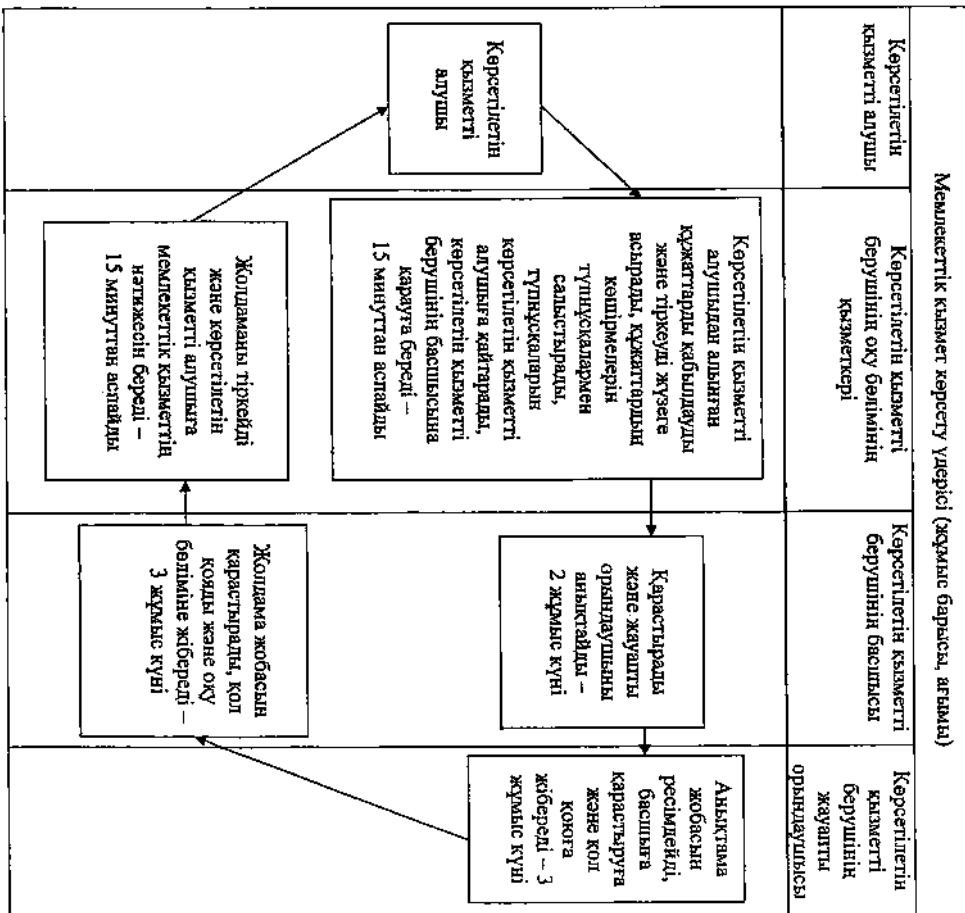 Мемлекеттік қызмет көрсету үдерісі (жұмыс барысы, ағымы)
Көрсетілетін
қызметті алушы
Көрсетілетін қызметті
берушінің оқу бөлімінің
қызметкері
Көрсетілетін қызметті
берушінің басшысы
Көрсетілетін
қызметті
берушінің
жауапты
орындаушысы
Көрсетілетін
қызметті
алушы
Көрсетілетін қызметті
алушыдан алынған
құжаттарды қабылдауды
және тіркеуді жүзеге
асырады, құжаттардың
көшірмелерін
түпнұсқалармен
салыстырады,
түпнұсқаларын
көрсетілетін қызметті
алушыға қайтарады,
көрсетілетін қызметті
берушінің басшысына
қарауға береді –
15 минуттан аспайды
Қарастырады
және жауапты
орындаушыны
анықтайды –
2 жұмыс күні
Анықтама
жобасын
ресімдейді,
басшыға
қарастыруға
және қол
қоюға
жібереді – 3
жұмыс күні
Жолдама жобасын
қарастырады, қол
қояды және оқу
бөліміне жібереді –
3 жұмыс күні
Жолдаманы тіркейді
және көрсетілетін
қызметті алушыға
мемлекеттік қызметтің
нәтижесін береді –
15 минуттан аспайды